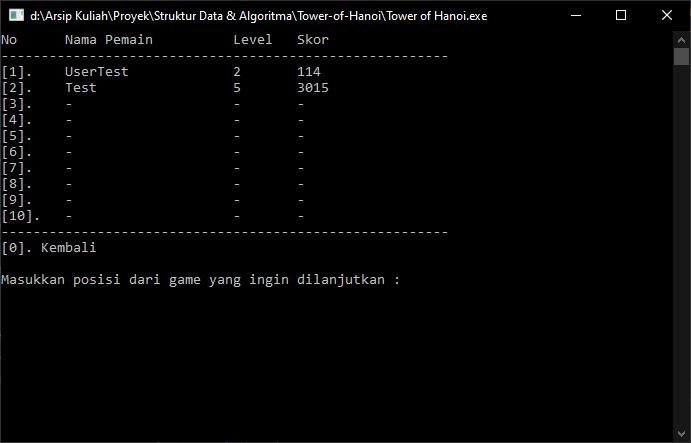 d:\Arsip Kuliah\Proyek\Struktur Data & Algoritma\Tower-of-Hanoi\Tower of Hanoi.exe
No Nama Pemain Level Skor
--------------------------------------------------------
[1]. UserTest 2 114
[2]. Test 5 3015
[3]. - - -
[4]. - - -
[5]. - - -
[6]. - - -
[7]. - - -
[8]. - - -
[9]. - - -
[10]. - - -
--------------------------------------------------------
[0]. Kembali
Masukkan posisi dari game yang ingin dilanjutkan :